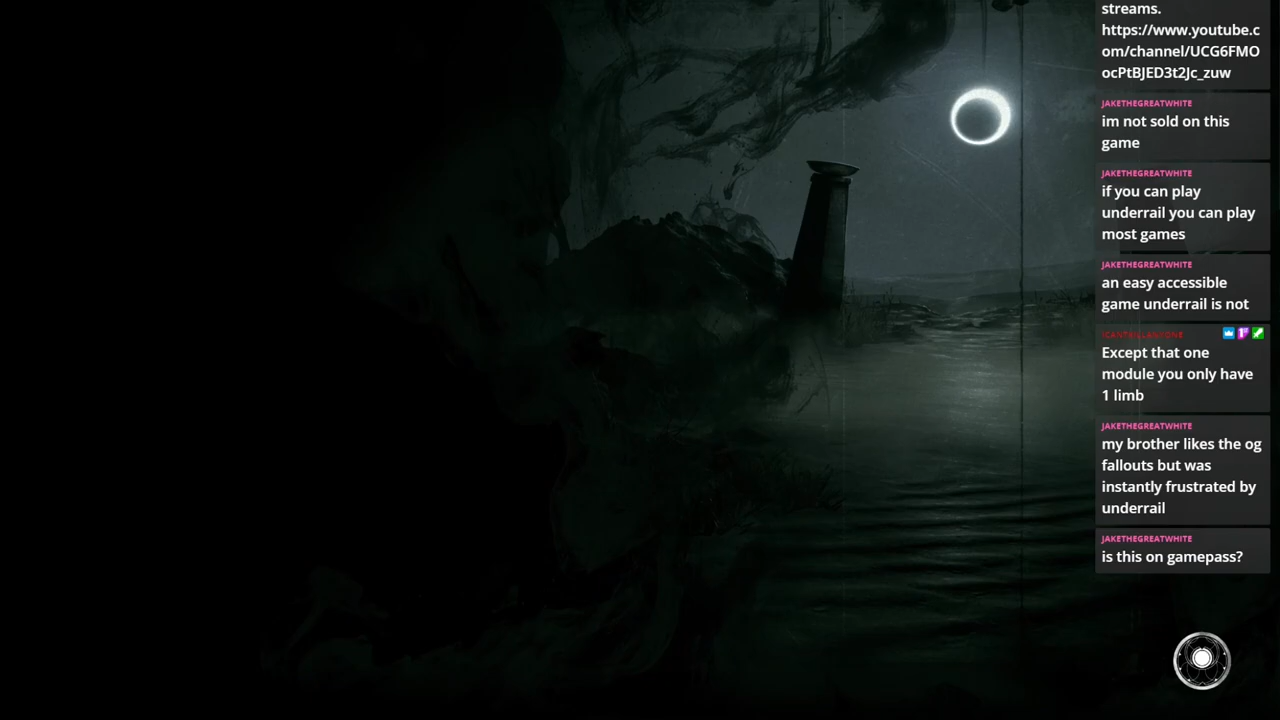 streams.
https://www.youtube.c
om/channel/UCG6FMO
ocPtBJED3t2Jc_zuw
JAKETHEGREATWHITE
im not sold on this
game
JAKETHEGREATWHITE
if you can play
underrail you can play
most games
JAKETHEGREATWHITE
an easy accessible
game underrail is not
Except that one
module you only have
1 limb
JAKETHEGREATWHITE
my brother likes the og
fallouts but was
instantly frustrated by
underrail
JAKETHEGREATWHITE
is this on gamepass?